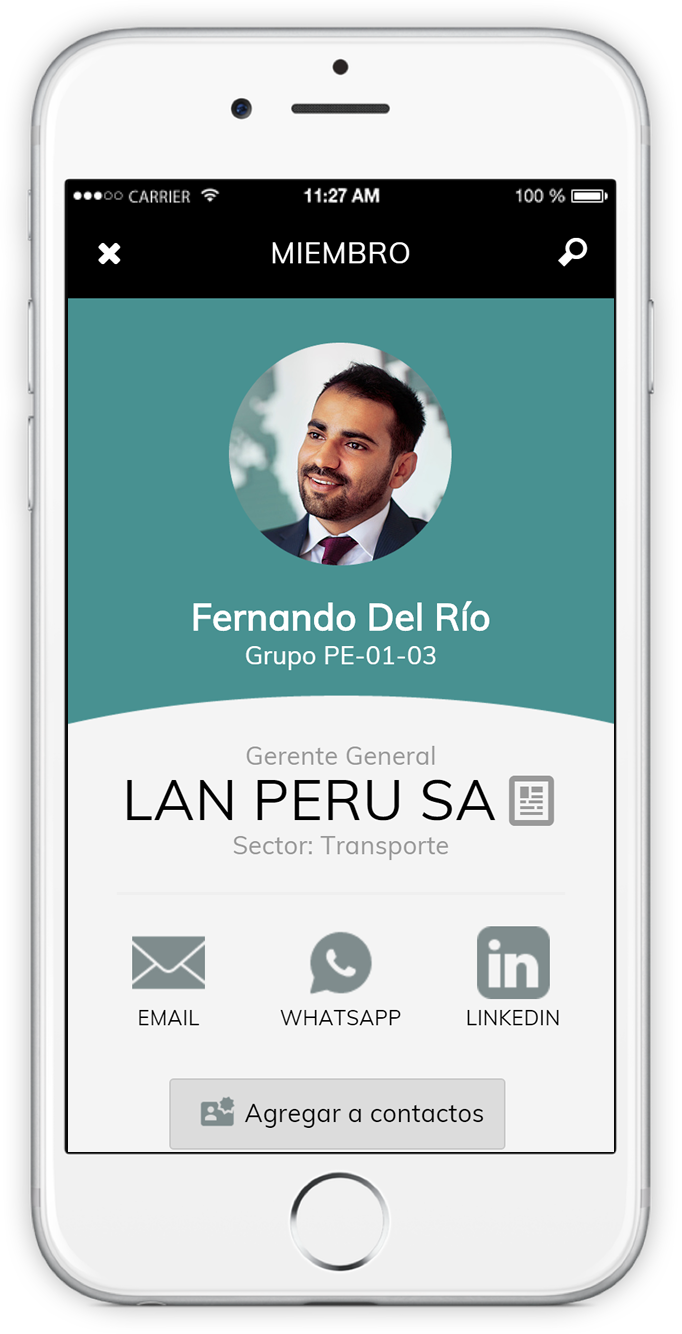 CARRIER 11:27 AM 100 %
MIEMBRO
Fernando Del Río
Grupo PE-01-03
Gerente General
LAN PERU SA
Sector: Transporte
in
EMAIL WHATSAPP LINKEDIN
Agregar a contactos